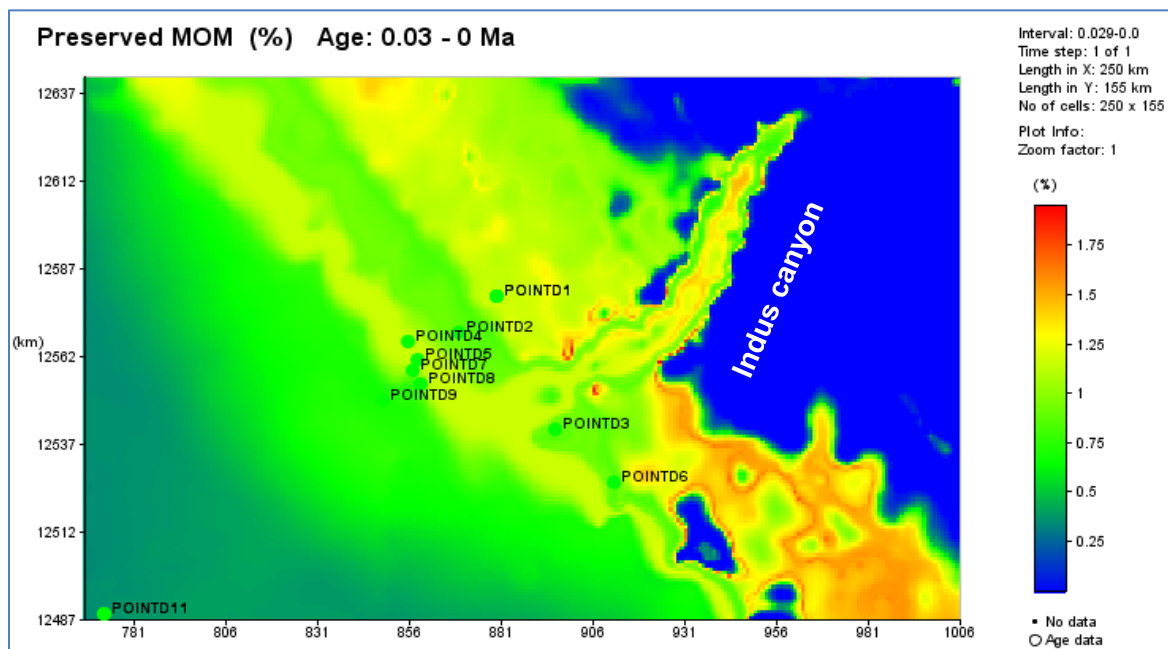 Preserved MOM (%) Age: 0.03 - 0 Ma
Interval: 0.029-0.0
Time step: 1 of 1
Length in X: 250 km
Length in Y: 155 km
No of cells: 250 x 155
Plot Info:
Zoom factor: 1
(%)
1.75
1.5
1.25
1
0.75
0.5
0.25
No data
Age data
12637
12612
12587
(km)
12562
12537
12512
12487
Indus canyon
POINTD1
POINTD2
POINTD4
POINTD5
POINTD7
POINTD8
POINTD9
POINTD3
POINTD6
POINTD11
781 806 831 856 881 906 931 956 981 1006